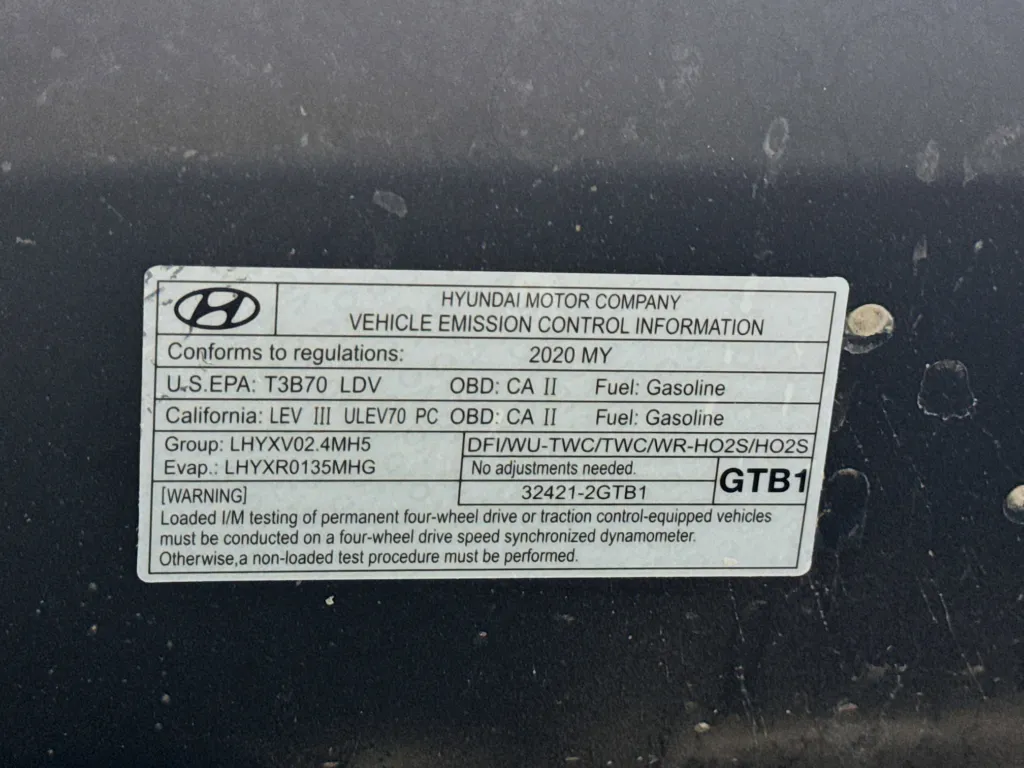 HYUNDAI MOTOR COMPANY
VEHICLE EMISSION CONTROL INFORMATION
Conforms to regulations: 2020 MY
U.S.EPA: T3B70 LDV OBD: CA II Fuel: Gasoline
California: LEV III ULEV70 PC OBD: CA II Fuel: Gasoline
Group: LHYXV02.4MH5 DFI/WU-TWC/TWC/WR-HO2S/HO2S
Evap.: LHYXR0135MHG No adjustments needed. GTB1
[WARNING] 32421-2GTB1
Loaded I/M testing of permanent four-wheel drive or traction control-equipped vehicles
must be conducted on a four-wheel drive speed synchronized dynamometer.
Otherwise,a non-loaded test procedure must be performed.